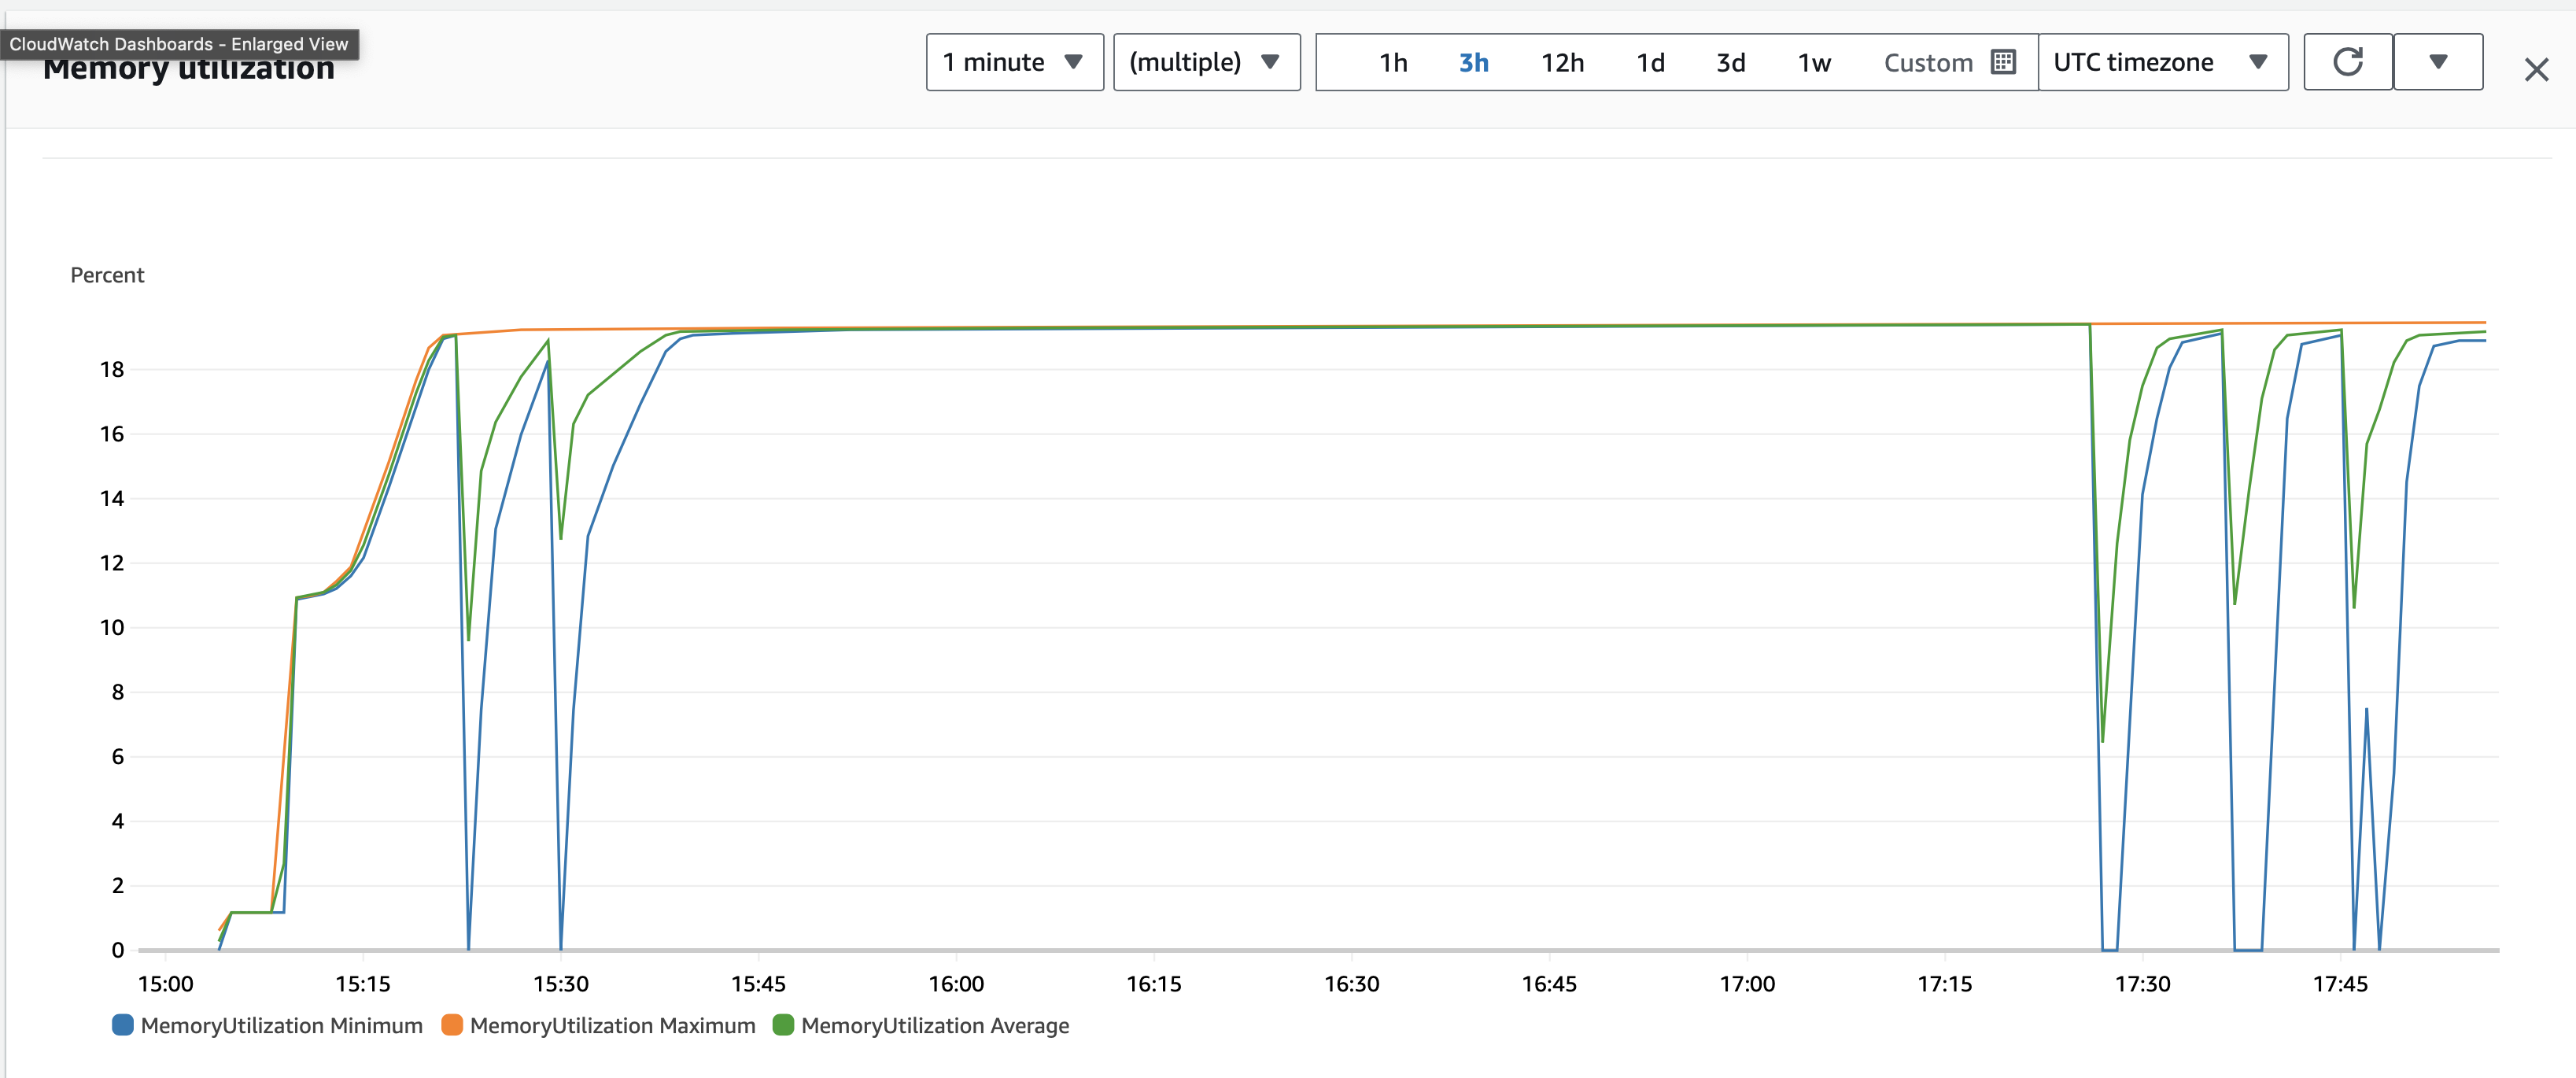 CloudWatch Dashboards - Enlarged View
Memory utilization
1 minute (multiple) 1h 3h 12h 1d 3d 1w Custom UTC timezone
Percent
18
16
14
12
10
8
6
4
2
0
15:00 15:15 15:30 15:45 16:00 16:15 16:30 16:45 17:00 17:15 17:30 17:45
MemoryUtilization Minimum MemoryUtilization Maximum MemoryUtilization Average